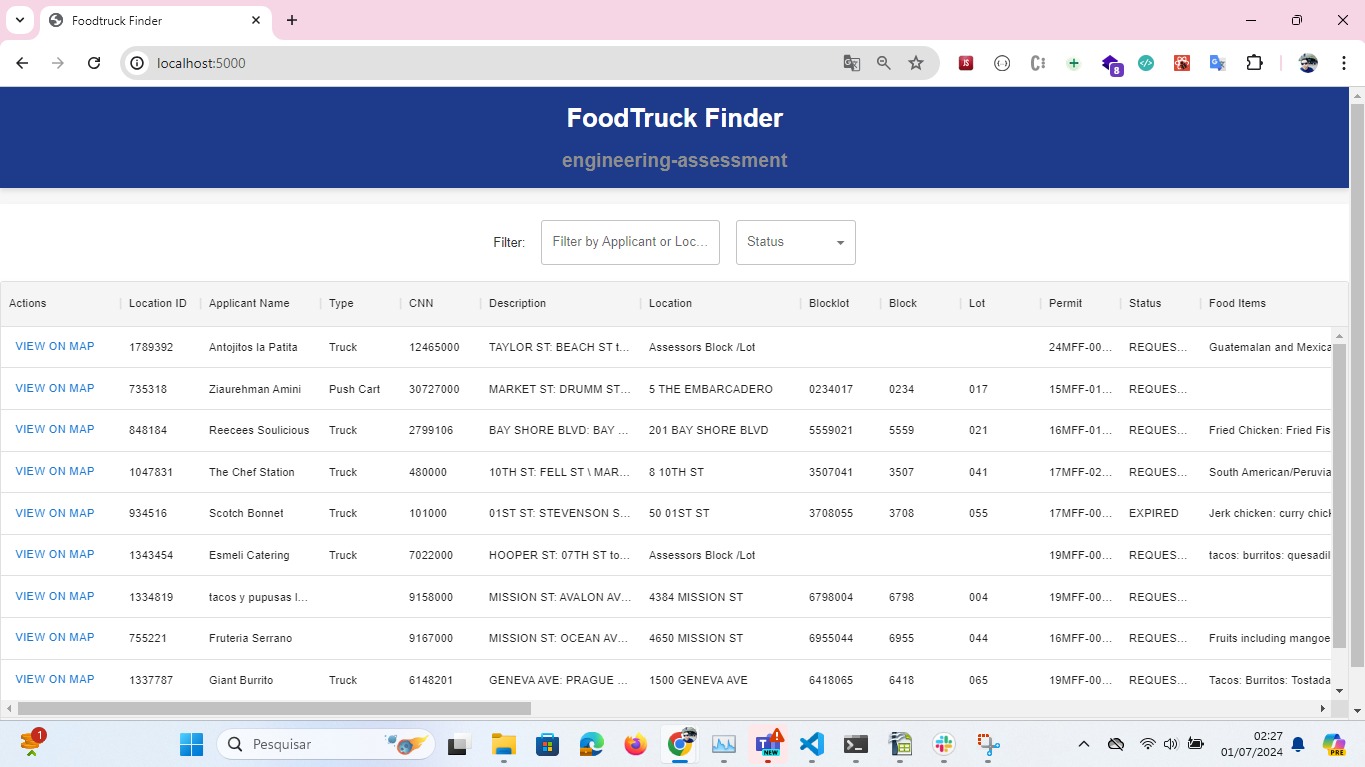 Foodtruck Finder
localhost:5000
8
FoodTruck Finder
engineering-assessment
Filter: Filter by Applicant or Loc... Status
Actions Location ID Applicant Name Type CNN Description Location Blocklot Block Lot Permit Status Food Items
VIEW ON MAP 1789392 Antojitos la Patita Truck 12465000 TAYLOR ST: BEACH ST t... Assessors Block /Lot 24MFF-00... REQUES... Guatemalan and Mexica
VIEW ON MAP 735318 Ziaurehman Amini Push Cart 30727000 MARKET ST: DRUMM ST... 5 THE EMBARCADERO 0234017 0234 017 15MFF-01... REQUES...
VIEW ON MAP 848184 Reecees Soulicious Truck 2799106 BAY SHORE BLVD: BAY ... 201 BAY SHORE BLVD 5559021 5559 021 16MFF-01... REQUES... Fried Chicken: Fried Fis
VIEW ON MAP 1047831 The Chef Station Truck 480000 10TH ST: FELL ST \ MAR... 8 10TH ST 3507041 3507 041 17MFF-02... REQUES... South American/Peruvia
VIEW ON MAP 934516 Scotch Bonnet Truck 101000 01ST ST: STEVENSON S... 50 01ST ST 3708055 3708 055 17MFF-00... EXPIRED Jerk chicken: curry chick
VIEW ON MAP 1343454 Esmeli Catering Truck 7022000 HOOPER ST: 07TH ST to... Assessors Block /Lot 19MFF-00... REQUES... tacos: burritos: quesadil
VIEW ON MAP 1334819 tacos y pupusas l... 9158000 MISSION ST: AVALON AV... 4384 MISSION ST 6798004 6798 004 19MFF-00... REQUES...
VIEW ON MAP 755221 Fruteria Serrano 9167000 MISSION ST: OCEAN AV... 4650 MISSION ST 6955044 6955 044 16MFF-00... REQUES... Fruits including mangoe
VIEW ON MAP 1337787 Giant Burrito Truck 6148201 GENEVA AVE: PRAGUE ... 1500 GENEVA AVE 6418065 6418 065 19MFF-00... REQUES... Tacos: Burritos: Tostada
1 Pesquisar NEW 02:27 PRE
01/07/2024